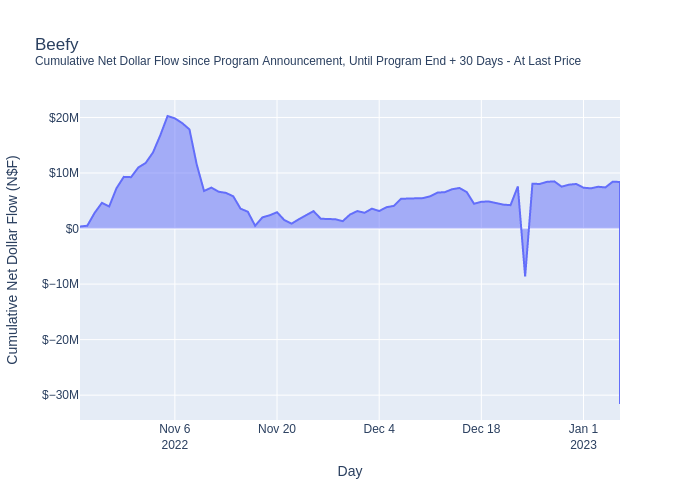 Beefy
Cumulative Net Dollar Flow since Program Announcement, Until Program End + 30 Days - At Last Price
Cumulative Net Dollar Flow (N$F)
$20M
$10M
$0
$−10M
$−20M
$−30M
Nov 6
2022
Nov 20
Dec 4
Dec 18
Jan 1
2023
Day